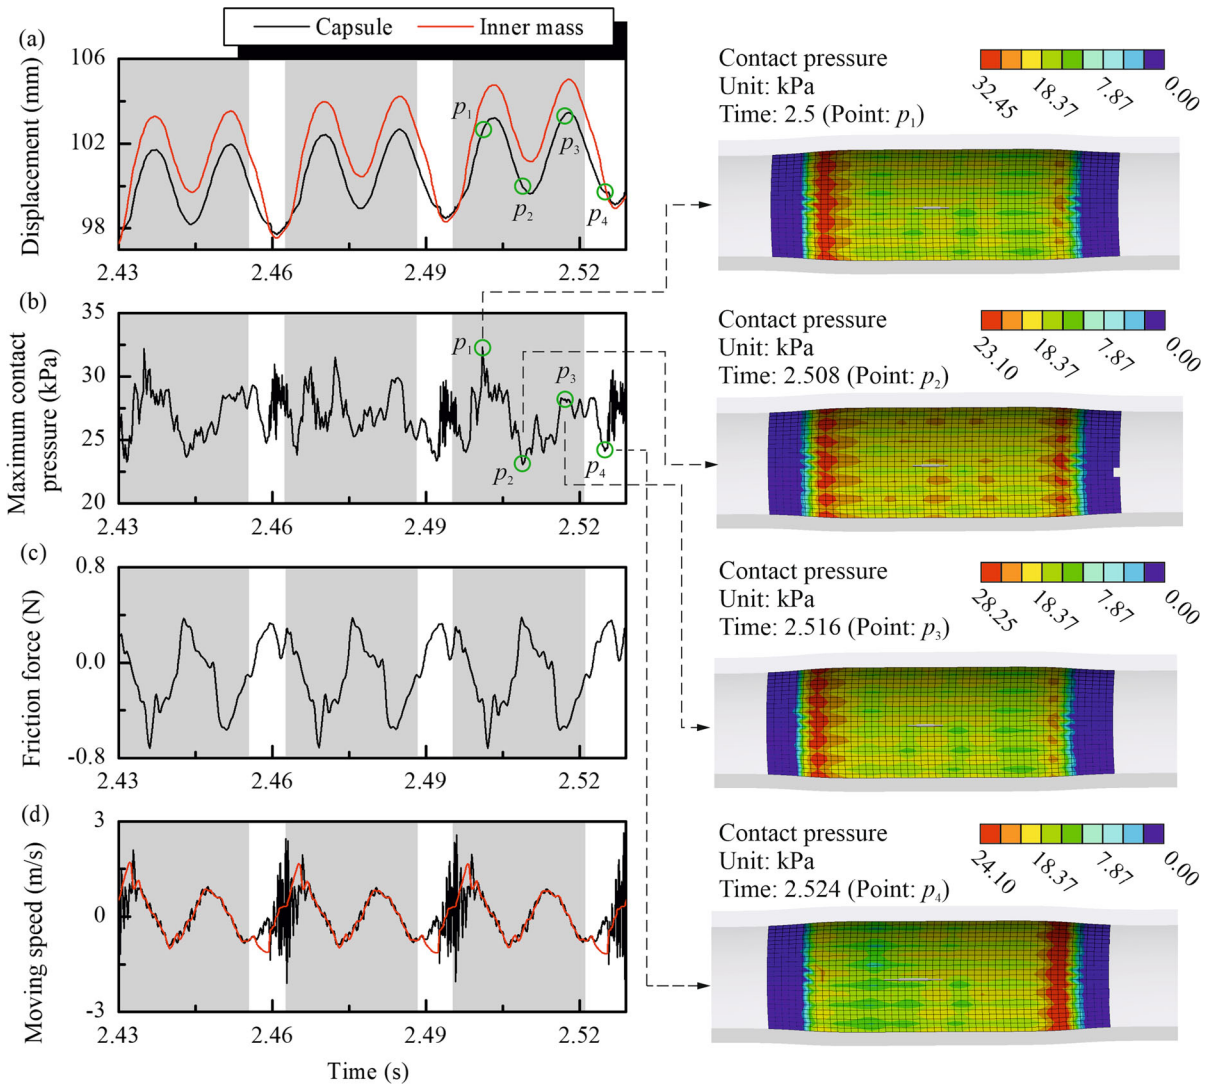 Capsule Inner mass
(a)
Displacement (mm)
106
102
98
2.43 2.46 2.49 2.52
p1
p2
p3
p4
(b)
Maximum contact
pressure (kPa)
35
30
25
20
2.43 2.46 2.49 2.52
p1
p2
p3
p4
(c)
Friction force (N)
0.8
0.0
-0.8
2.43 2.46 2.49 2.52
(d)
Moving speed (m/s)
3
0
-3
2.43 2.46 2.49 2.52
Time (s)
Contact pressure
Unit: kPa
Time: 2.5 (Point: p1)
32.45 18.37 7.87 0.00
Contact pressure
Unit: kPa
Time: 2.508 (Point: p2)
23.10 18.37 7.87 0.00
Contact pressure
Unit: kPa
Time: 2.516 (Point: p3)
28.25 18.37 7.87 0.00
Contact pressure
Unit: kPa
Time: 2.524 (Point: p4)
24.10 18.37 7.87 0.00